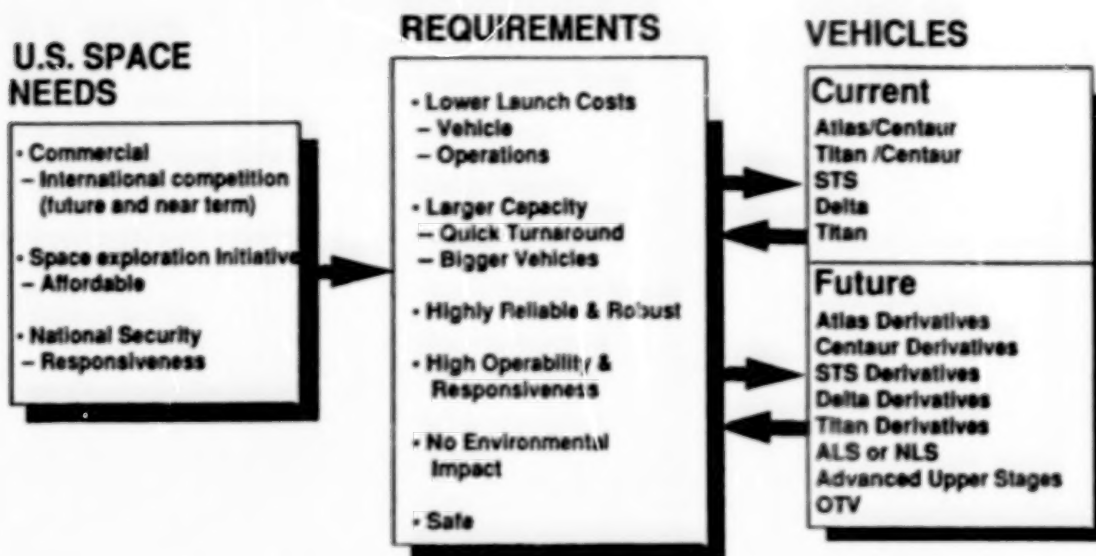 U.S. SPACE
NEEDS
• Commercial
– International competition
(future and near term)
• Space exploration Initiative
– Affordable
• National Security
– Responsiveness
REQUIREMENTS
• Lower Launch Costs
– Vehicle
– Operations
• Larger Capacity
– Quick Turnaround
– Bigger Vehicles
• Highly Reliable & Robust
• High Operability &
Responsiveness
• No Environmental
Impact
• Safe
VEHICLES
Current
Atlas/Centaur
Titan /Centaur
STS
Delta
Titan
Future
Atlas Derivatives
Centaur Derivatives
STS Derivatives
Delta Derivatives
Titan Derivatives
ALS or NLS
Advanced Upper Stages
OTV